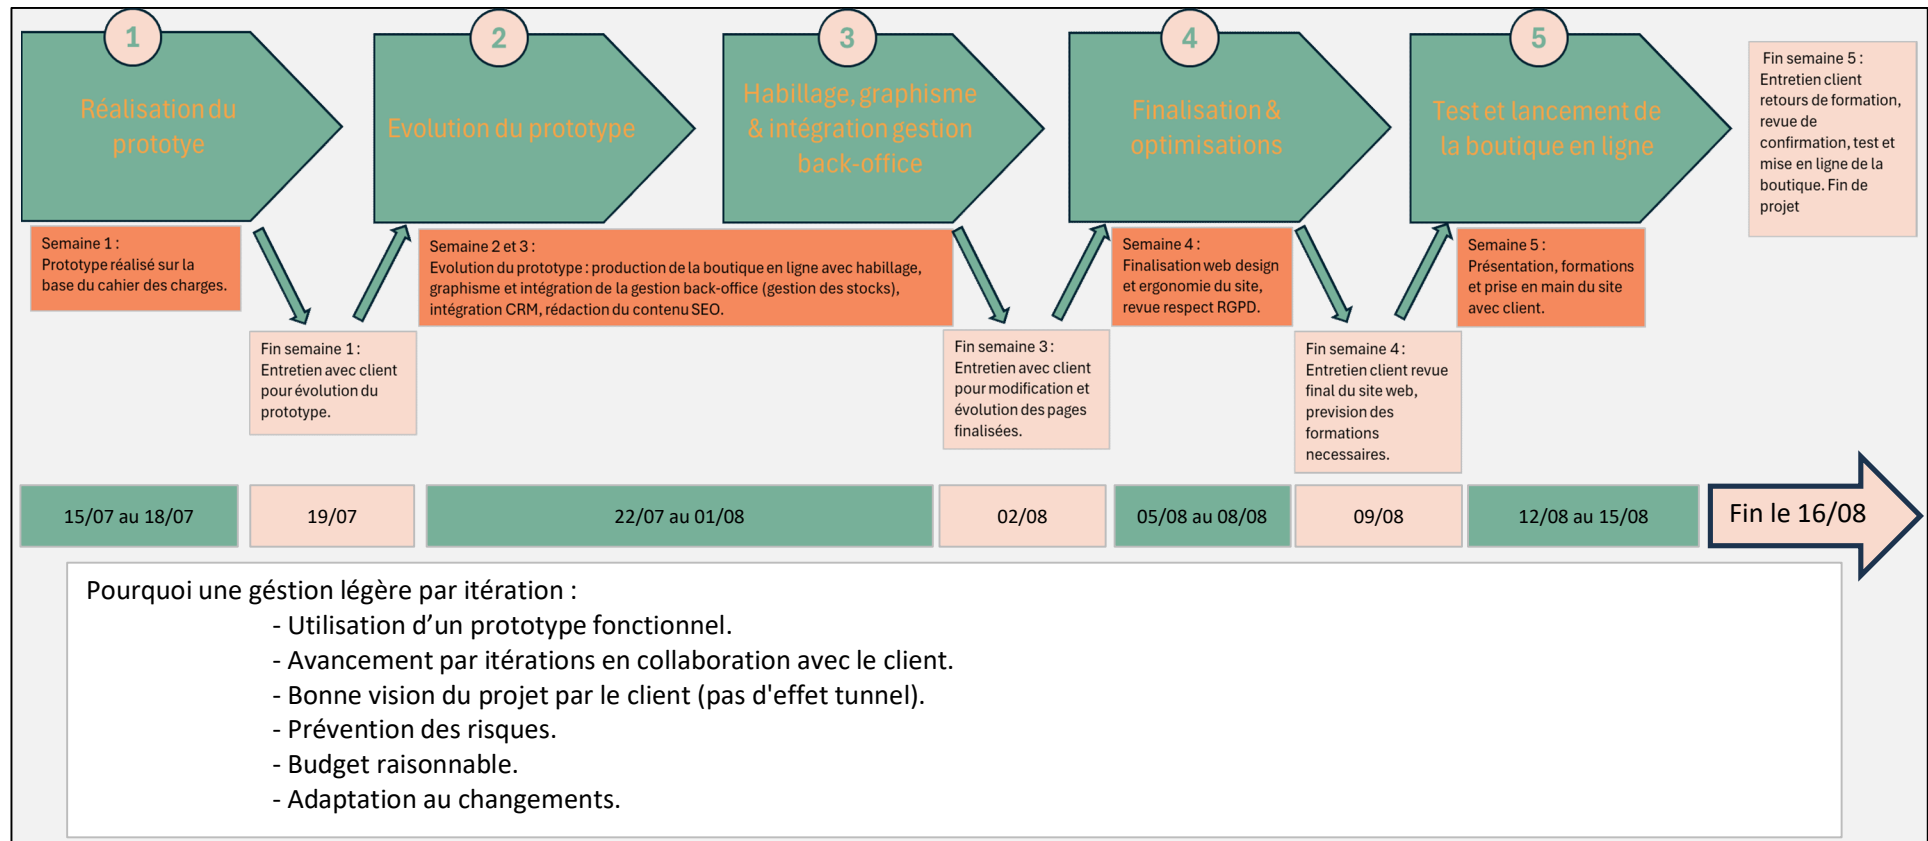 1
Réalisation du
prototye
2
Evolution du prototype
3
Habillage, graphisme
& intégration gestion
back-office
4
Finalisation &
optimisations
5
Test et lancement de
la boutique en ligne
Fin semaine 5 :
Entretien client
retours de formation,
revue de
confirmation, test et
mise en ligne de la
boutique. Fin de
projet
Semaine 1 :
Prototype réalisé sur la
base du cahier des charges.
Semaine 2 et 3 :
Evolution du prototype : production de la boutique en ligne avec habillage,
graphisme et intégration de la gestion back-office (gestion des stocks),
intégration CRM, rédaction du contenu SEO.
Semaine 4 :
Finalisation web design
et ergonomie du site,
revue respect RGPD.
Semaine 5 :
Présentation, formations
et prise en main du site
avec client.
Fin semaine 1 :
Entretien avec client
pour évolution du
prototype.
Fin semaine 3 :
Entretien avec client
pour modification et
évolution des pages
finalisées.
Fin semaine 4 :
Entretien client revue
final du site web,
prevision des
formations
necessaires.
15/07 au 18/07
19/07
22/07 au 01/08
02/08
05/08 au 08/08
09/08
12/08 au 15/08
Fin le 16/08
Pourquoi une géstion légère par itération :
- Utilisation d’un prototype fonctionnel.
- Avancement par itérations en collaboration avec le client.
- Bonne vision du projet par le client (pas d'effet tunnel).
- Prévention des risques.
- Budget raisonnable.
- Adaptation au changements.